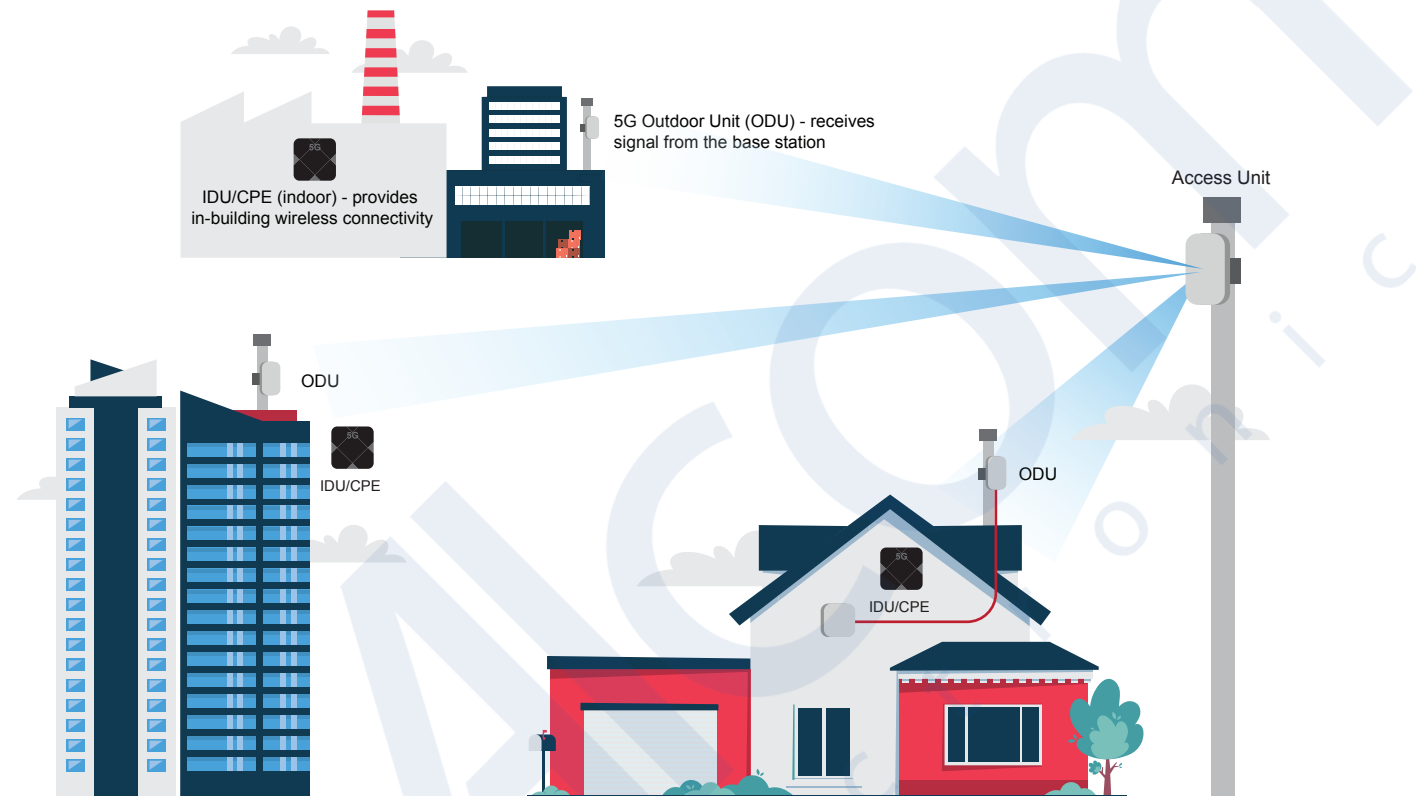 5G Outdoor Unit (ODU) - receives
signal from the base station
Access Unit
5G
IDU/CPE (indoor) - provides
in-building wireless connectivity
ODU
5G
IDU/CPE
ODU
5G
IDU/CPE
Alcom